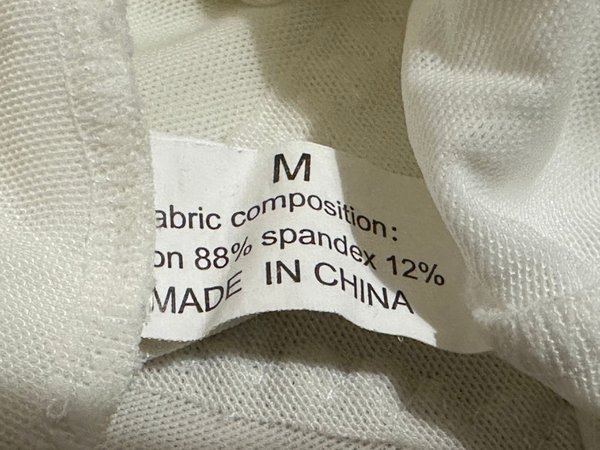 M
abric composition:
on 88% spandex 12%
MADE IN CHINA